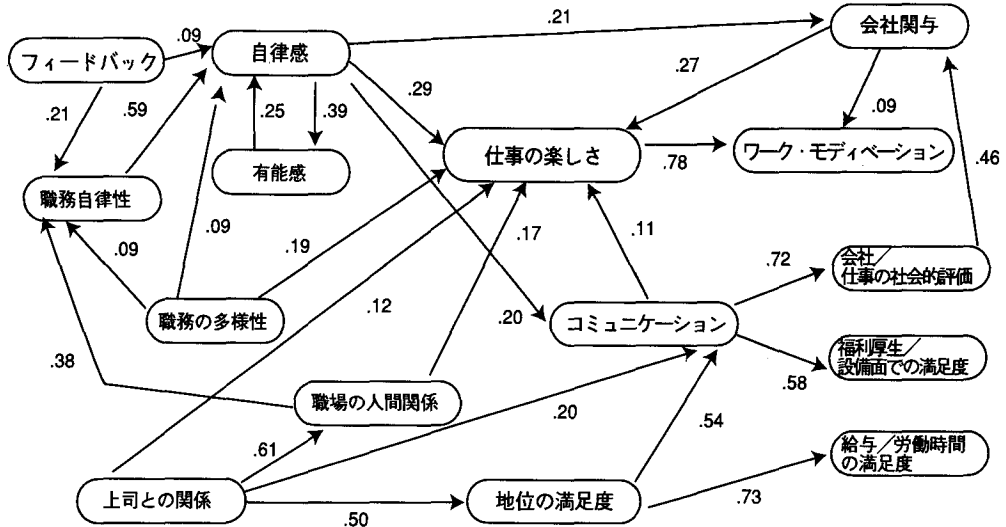 .21
会社関与
フィードバック
.09
自律感
.27
.21
.59
.25
.39
.29
.09
仕事の楽しさ
.78
ワーク・モディベーション
有能感
.46
職務自律性
.09
.09
.19
.17
.11
.72
会社／
仕事の社会的評価
職務の多様性
.12
.20
コミュニケーション
.38
福利厚生／
設備面での満足度
.58
職場の人間関係
.20
.54
.61
給与／労働時間
の満足度
上司との関係
.50
地位の満足度
.73